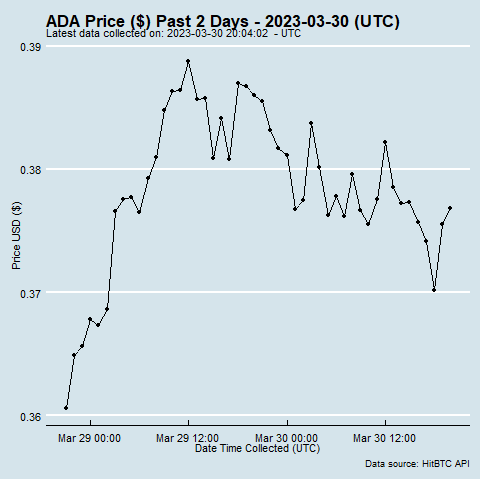 ADA Price ($) Past 2 Days - 2023-03-30 (UTC)
Latest data collected on: 2023-03-30 20:04:02 - UTC
0.39
0.38
0.37
0.36
Price USD ($)
Mar 29 00:00 Mar 29 12:00 Mar 30 00:00 Mar 30 12:00
Date Time Collected (UTC)
Data source: HitBTC API